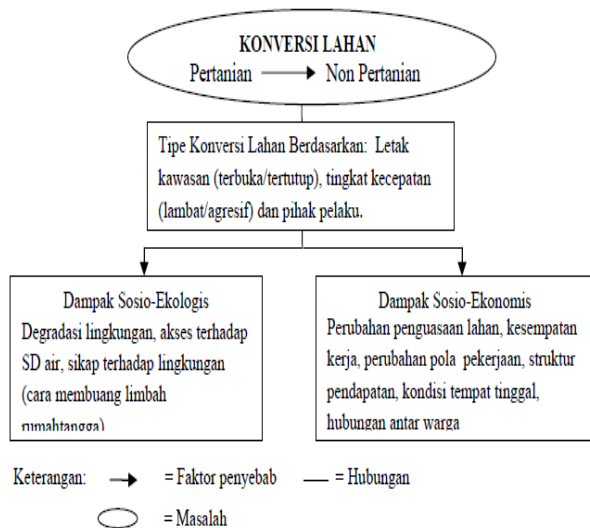 KONVERSI LAHAN
Pertanian Non Pertanian
Tipe Konversi Lahan Berdasarkan: Letak
kawasan (terbuka/tertutup), tingkat kecepatan
(lambat/agresif) dan pihak pelaku.
Dampak Sosio-Ekologis
Degradasi lingkungan, akses terhadap
SD air, sikap terhadap lingkungan
(cara membuang limbah
rumahtangga)
Dampak Sosio-Ekonomis
Perubahan penguasaan lahan, kesempatan
kerja, perubahan pola pekerjaan, struktur
pendapatan, kondisi tempat tinggal,
hubungan antar warga
Keterangan: = Faktor penyebab = Hubungan
= Masalah